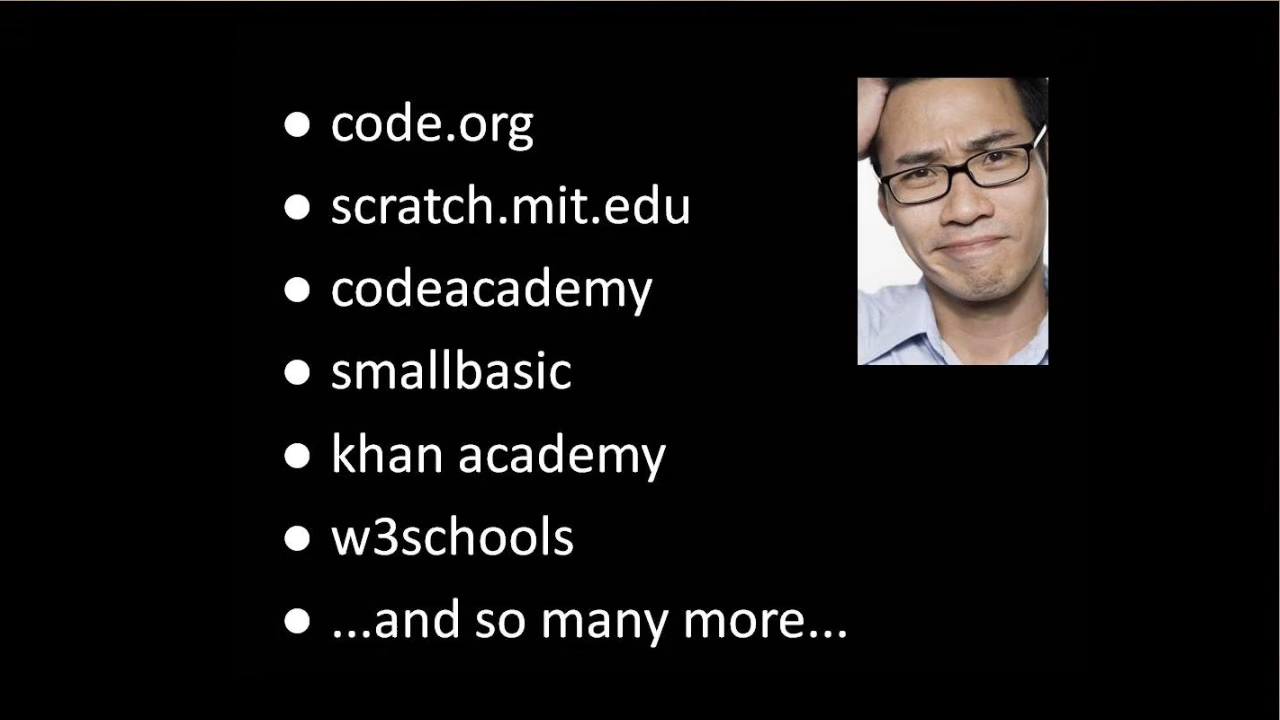 ● code.org
● scratch.mit.edu
● codeacademy
● smallbasic
● khan academy
● w3schools
● ...and so many more...